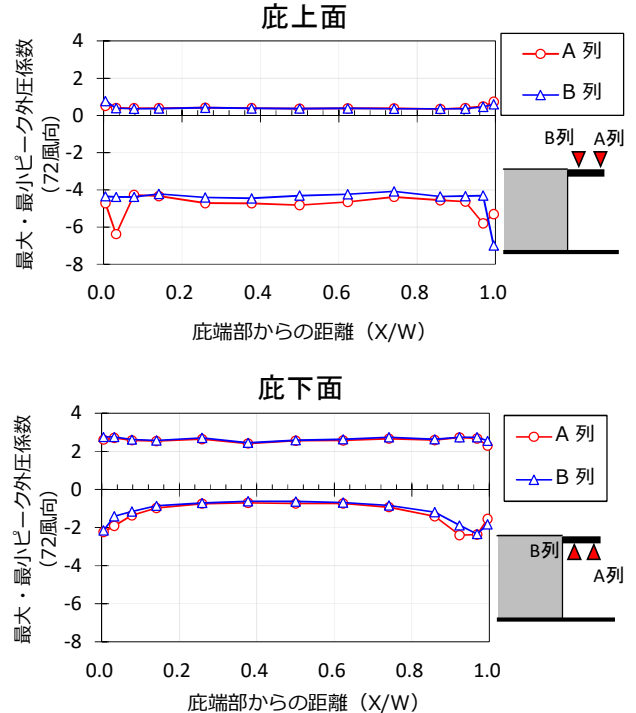 庇上面
最大・最小ピーク外圧係数
(72風向)
6
4
2
0
-2
-4
-6
-8
0.0
0.2
0.4
0.6
0.8
1.0
庇端部からの距離（X/W）
A 列
B 列
B列
A列
庇下面
最大・最小ピーク外圧係数
(72風向)
4
2
0
-2
-4
-6
-8
0.0
0.2
0.4
0.6
0.8
1.0
庇端部からの距離（X/W）
A 列
B 列
B列
A列